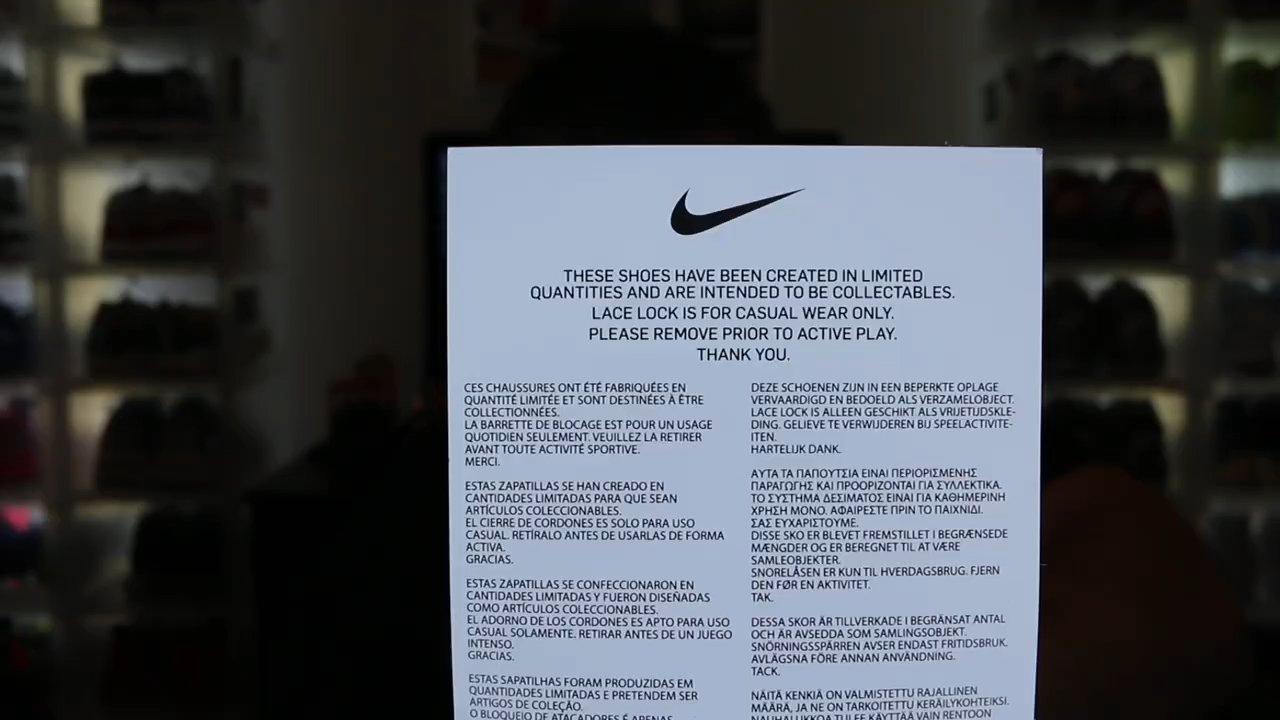 THESE SHOES HAVE BEEN CREATED IN LIMITED
QUANTITIES AND ARE INTENDED TO BE COLLECTABLES.
LACE LOCK IS FOR CASUAL WEAR ONLY.
PLEASE REMOVE PRIOR TO ACTIVE PLAY.
THANK YOU.
CES CHAUSSURES ONT ÉTÉ FABRIQUÉES EN
QUANTITÉ LIMITÉE ET SONT DESTINÉES À ÊTRE
COLLECTIONNÉES.
LA BARRETTE DE BLOCAGE EST POUR UN USAGE
QUOTIDIEN SEULEMENT. VEUILLEZ LA RETIRER
AVANT TOUTE ACTIVITÉ SPORTIVE.
MERCI.
ESTAS ZAPATILLAS SE HAN CREADO EN
CANTIDADES LIMITADAS PARA QUE SEAN
ARTÍCULOS COLECCIONABLES.
EL CIERRE DE CORDONES ES SOLO PARA USO
CASUAL. RETÍRALO ANTES DE USARLAS DE FORMA
ACTIVA.
GRACIAS.
ESTAS ZAPATILLAS SE CONFECCIONARON EN
CANTIDADES LIMITADAS Y FUERON DISEÑADAS
COMO ARTÍCULOS COLECCIONABLES.
EL ADORNO DE LOS CORDONES ES APTO PARA USO
CASUAL SOLAMENTE. RETIRAR ANTES DE UN JUEGO
INTENSO.
GRACIAS.
ESTAS SAPATILHAS FORAM PRODUZIDAS EM
QUANTIDADES LIMITADAS E PRETENDEM SER
ARTIGOS DE COLEÇÃO.
O BLOQUEIO DE ATACADORES É APENAS
DEZE SCHOENEN ZIJN IN EEN BEPERKTE OPLAGE
VERVAARDIGD EN BEDOELD ALS VERZAMELOBJECT.
LACE LOCK IS ALLEEN GESCHIKT ALS VRIJETIJDSKLE-
DING. GELIEVE TE VERWIJDEREN BIJ SPEELACTIVITE-
ITEN.
HARTELIJK DANK.
ΑΥΤΑ ΤΑ ΠΑΠΟΥΤΣΙΑ ΕΙΝΑΙ ΠΕΡΙΟΡΙΣΜΕΝΗΣ
ΠΑΡΑΓΩΓΗΣ ΚΑΙ ΠΡΟΟΡΙΖΟΝΤΑΙ ΓΙΑ ΣΥΛΛΕΚΤΙΚΑ.
ΤΟ ΣΥΣΤΗΜΑ ΔΕΣΙΜΑΤΟΣ ΕΙΝΑΙ ΓΙΑ ΚΑΘΗΜΕΡΙΝΗ
ΧΡΗΣΗ ΜΟΝΟ. ΑΦΑΙΡΕΣΤΕ ΠΡΙΝ ΤΟ ΠΑΙΧΝΙΔΙ.
ΣΑΣ ΕΥΧΑΡΙΣΤΟΥΜΕ.
DISSE SKO ER BLEVET FREMSTILLET I BEGRÆNSEDE
MÆNGDER OG ER BEREGNET TIL AT VÆRE
SAMLEOBJEKTER.
SNORELÅSEN ER KUN TIL HVERDAGSBRUG. FJERN
DEN FØR EN AKTIVITET.
TAK.
DESSA SKOR ÄR TILLVERKADE I BEGRÄNSAT ANTAL
OCH ÄR AVSEDDA SOM SAMLINGSOBJEKT.
SNÖRNINGSSPÄRREN AVSER ENDAST FRITIDSBRUK.
AVLÄGSNA FÖRE ANNAN ANVÄNDNING.
TACK.
NÄITÄ KENKIÄ ON VALMISTETTU RAJALLINEN
MÄÄRÄ, JA NE ON TARKOITETTU KERÄILYKOHTEIKSI.
NAUHALUKKOA TULEE KÄYTTÄÄ VAIN RENTOON